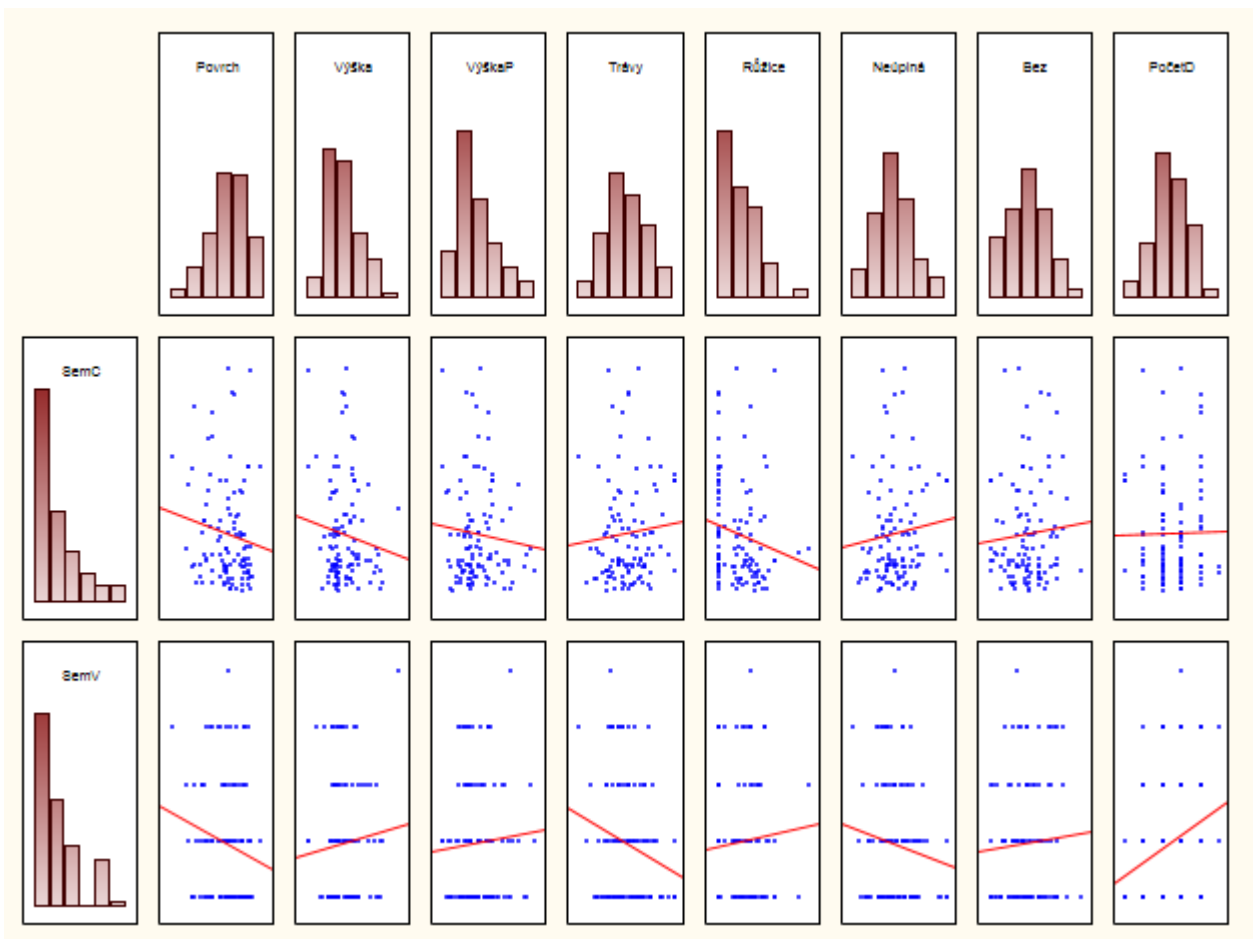 Povrch
Výška
VýškaP
Trávy
Růžice
Neúplná
Bez
PočetD
SemC
SemV